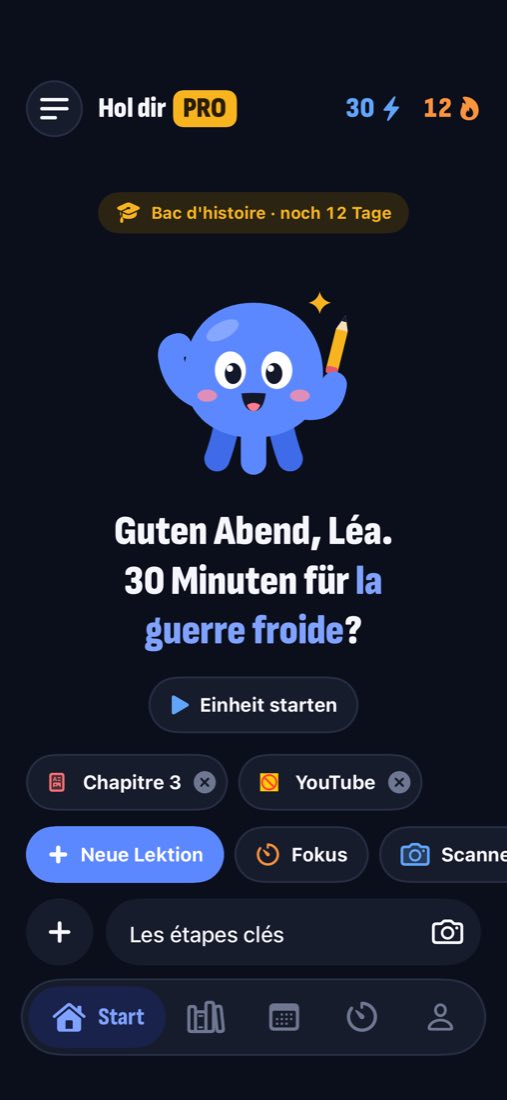 Hol dir PRO
30 12
Bac d'histoire · noch 12 Tage
Guten Abend, Léa.
30 Minuten für la
guerre froide?
Einheit starten
Chapitre 3 YouTube
Neue Lektion Fokus Scanne
Les étapes clés
Start